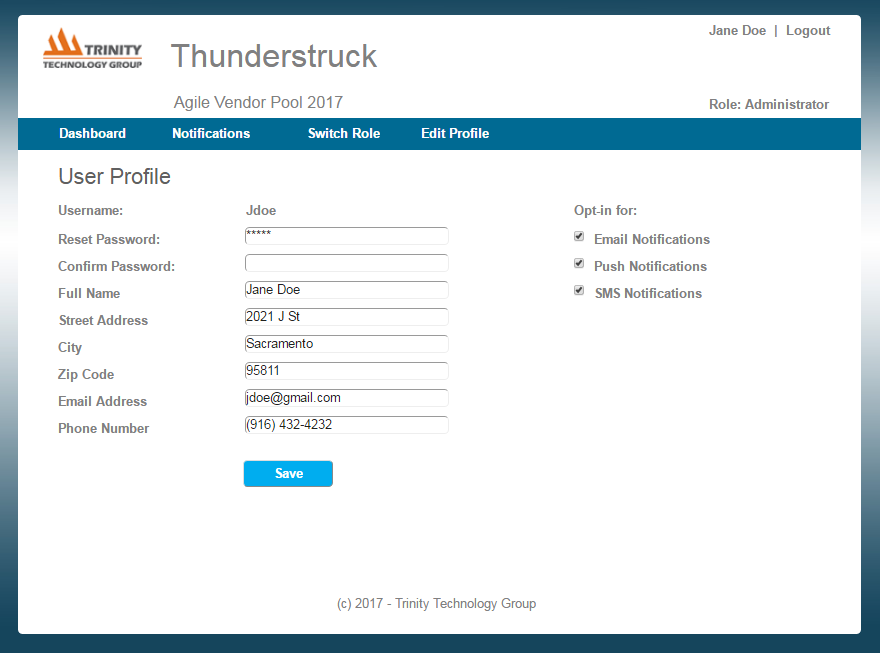 TRINITY
TECHNOLOGY GROUP
Thunderstruck
Jane Doe | Logout
Agile Vendor Pool 2017
Role: Administrator
Dashboard Notifications Switch Role Edit Profile
User Profile
Username: Jdoe Opt-in for:
Reset Password: ***** Email Notifications
Confirm Password: Push Notifications
Full Name Jane Doe SMS Notifications
Street Address 2021 J St
City Sacramento
Zip Code 95811
Email Address jdoe@gmail.com
Phone Number (916) 432-4232
Save
(c) 2017 - Trinity Technology Group